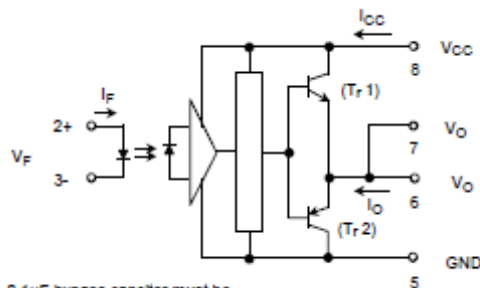 ICC
VCC
8
IF
(Tr 1)
2+
VO
7
VF
3-
VO
6
IO
(Tr 2)
GND
5